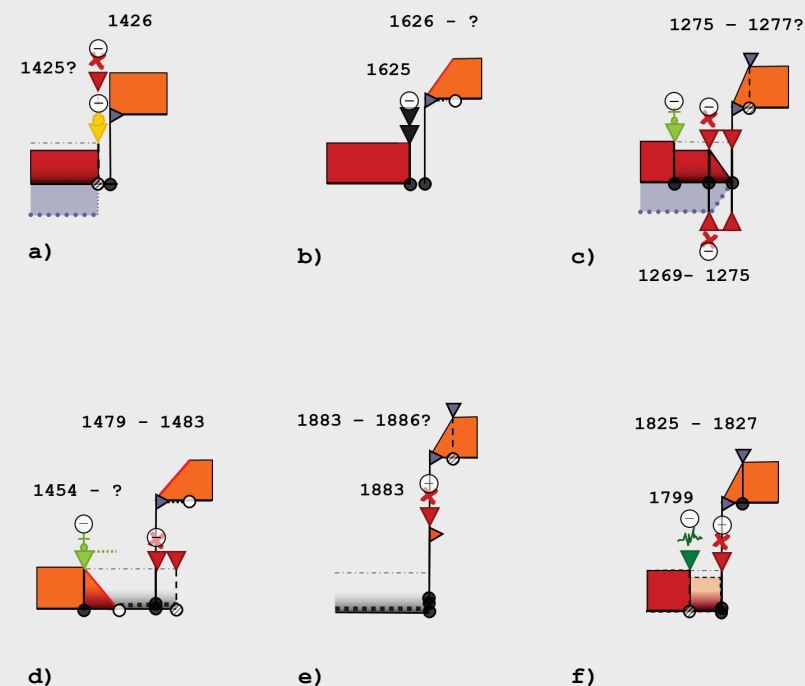 1426
1425?
a)
1626 - ?
1625
b)
1275 – 1277?
1269- 1275
c)
1479 - 1483
1454 - ?
d)
1883 – 1886?
1883
e)
1825 - 1827
1799
f)